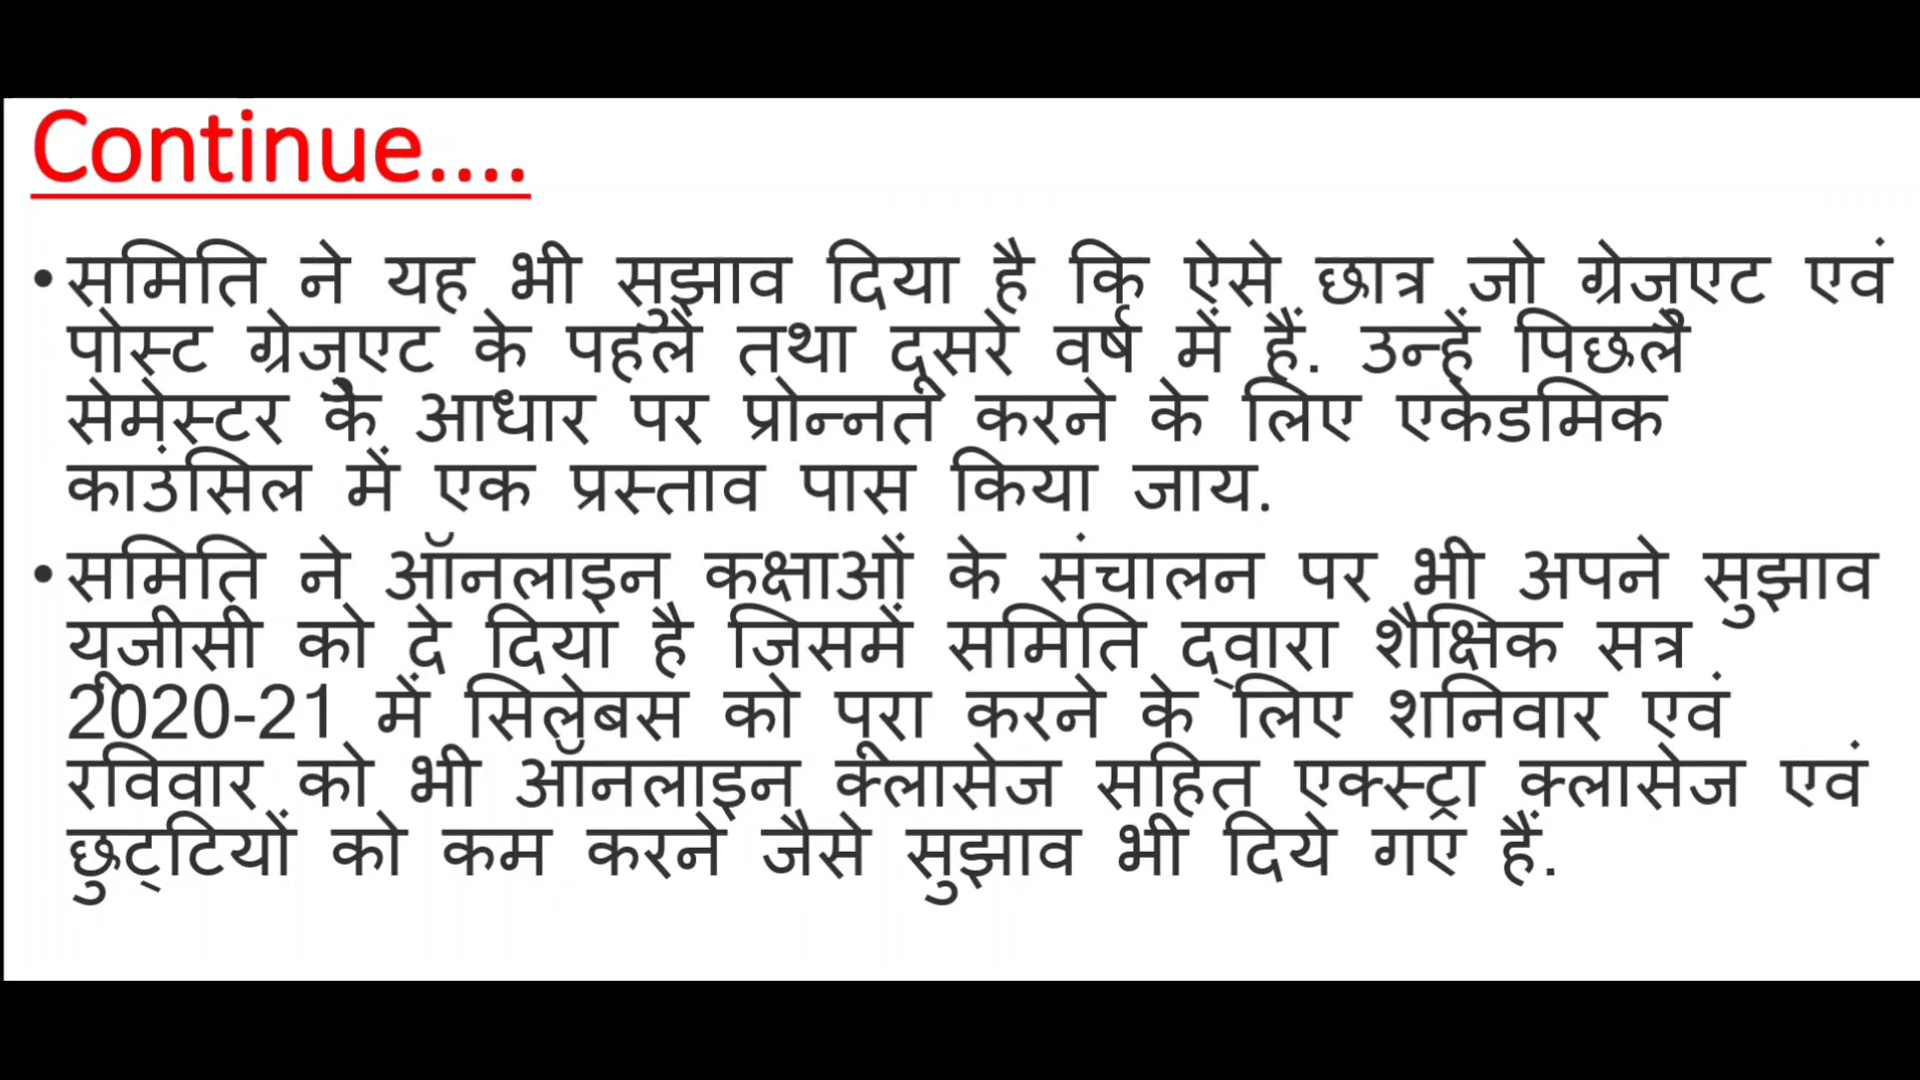 Continue....
• समिति ने यह भी सुझाव दिया है कि ऐसे छात्र जो ग्रेजुएट एवं
पोस्ट ग्रेजुएट के पहले तथा दूसरे वर्ष में हैं. उन्हें पिछले
सेमेस्टर के आधार पर प्रोन्नत करने के लिए एकेडमिक
काउंसिल में एक प्रस्ताव पास किया जाय.
• समिति ने ऑनलाइन कक्षाओं के संचालन पर भी अपने सुझाव
यूजीसी को दे दिया है जिसमें समिति द्वारा शैक्षिक सत्र
2020-21 में सिलेबस को पूरा करने के लिए शनिवार एवं
रविवार को भी ऑनलाइन क्लासेज सहित एक्स्ट्रा क्लासेज एवं
छुट्टियों को कम करने जैसे सुझाव भी दिये गए हैं.